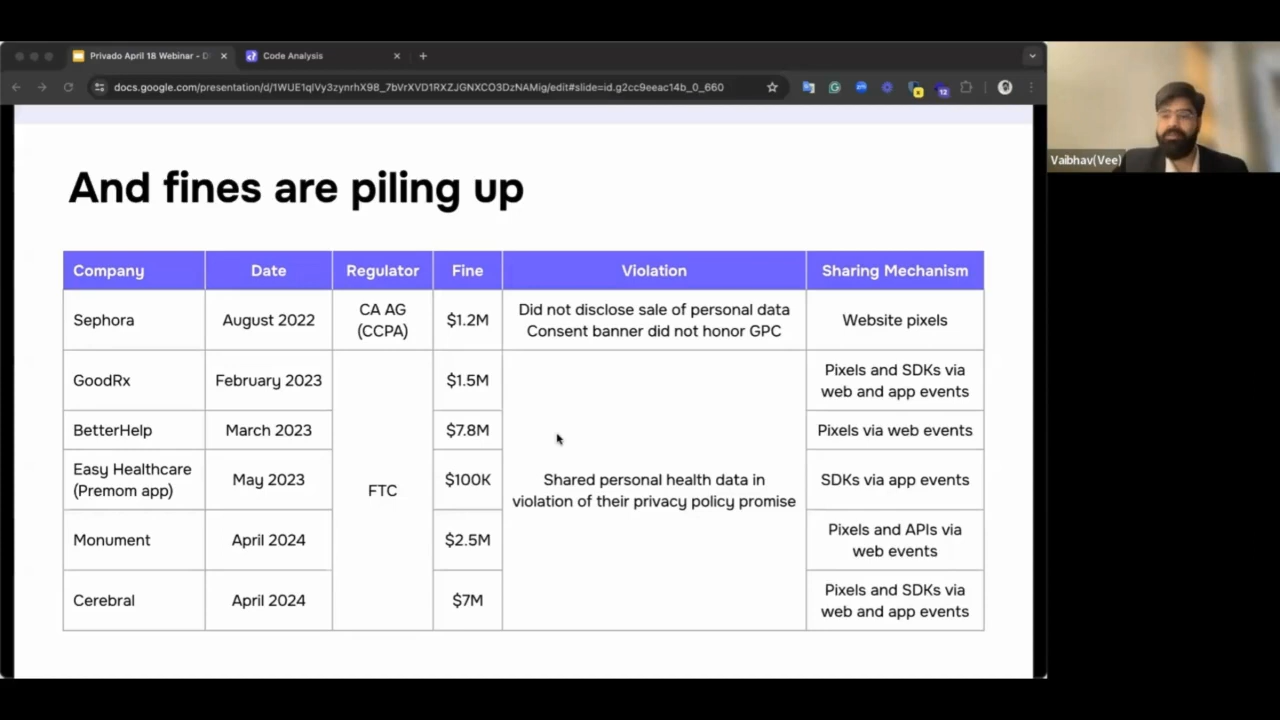 Privado April 18 Webinar - D
Code Analysis
docs.google.com/presentation/d/1WUE1qlVy3zynrhX9B_7bVrXVD1RXZJGNXCO3DzNAMig/edit#slide=id.g2cc9eeac14b_0_660
12
Vaibhav(Vee)
And fines are piling up
Company Date Regulator Fine Violation Sharing Mechanism
Sephora August 2022 CA AG (CCPA) $1.2M Did not disclose sale of personal data
Consent banner did not honor GPC Website pixels
GoodRx February 2023 $1.5M Pixels and SDKs via
web and app events
BetterHelp March 2023 $7.8M Pixels via web events
Easy Healthcare
(Premom app) May 2023 FTC $100K Shared personal health data in
violation of their privacy policy promise SDKs via app events
Monument April 2024 $2.5M Pixels and APIs via
web events
Cerebral April 2024 $7M Pixels and SDKs via
web and app events